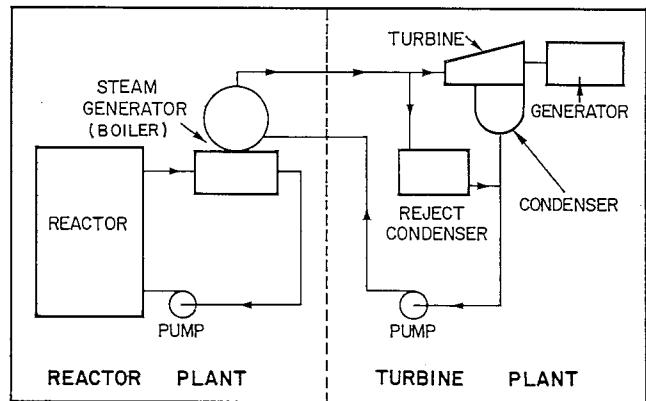 TURBINE
STEAM
GENERATOR
(BOILER)
GENERATOR
REACTOR
REJECT
CONDENSER
CONDENSER
PUMP
PUMP
REACTOR PLANT
TURBINE PLANT